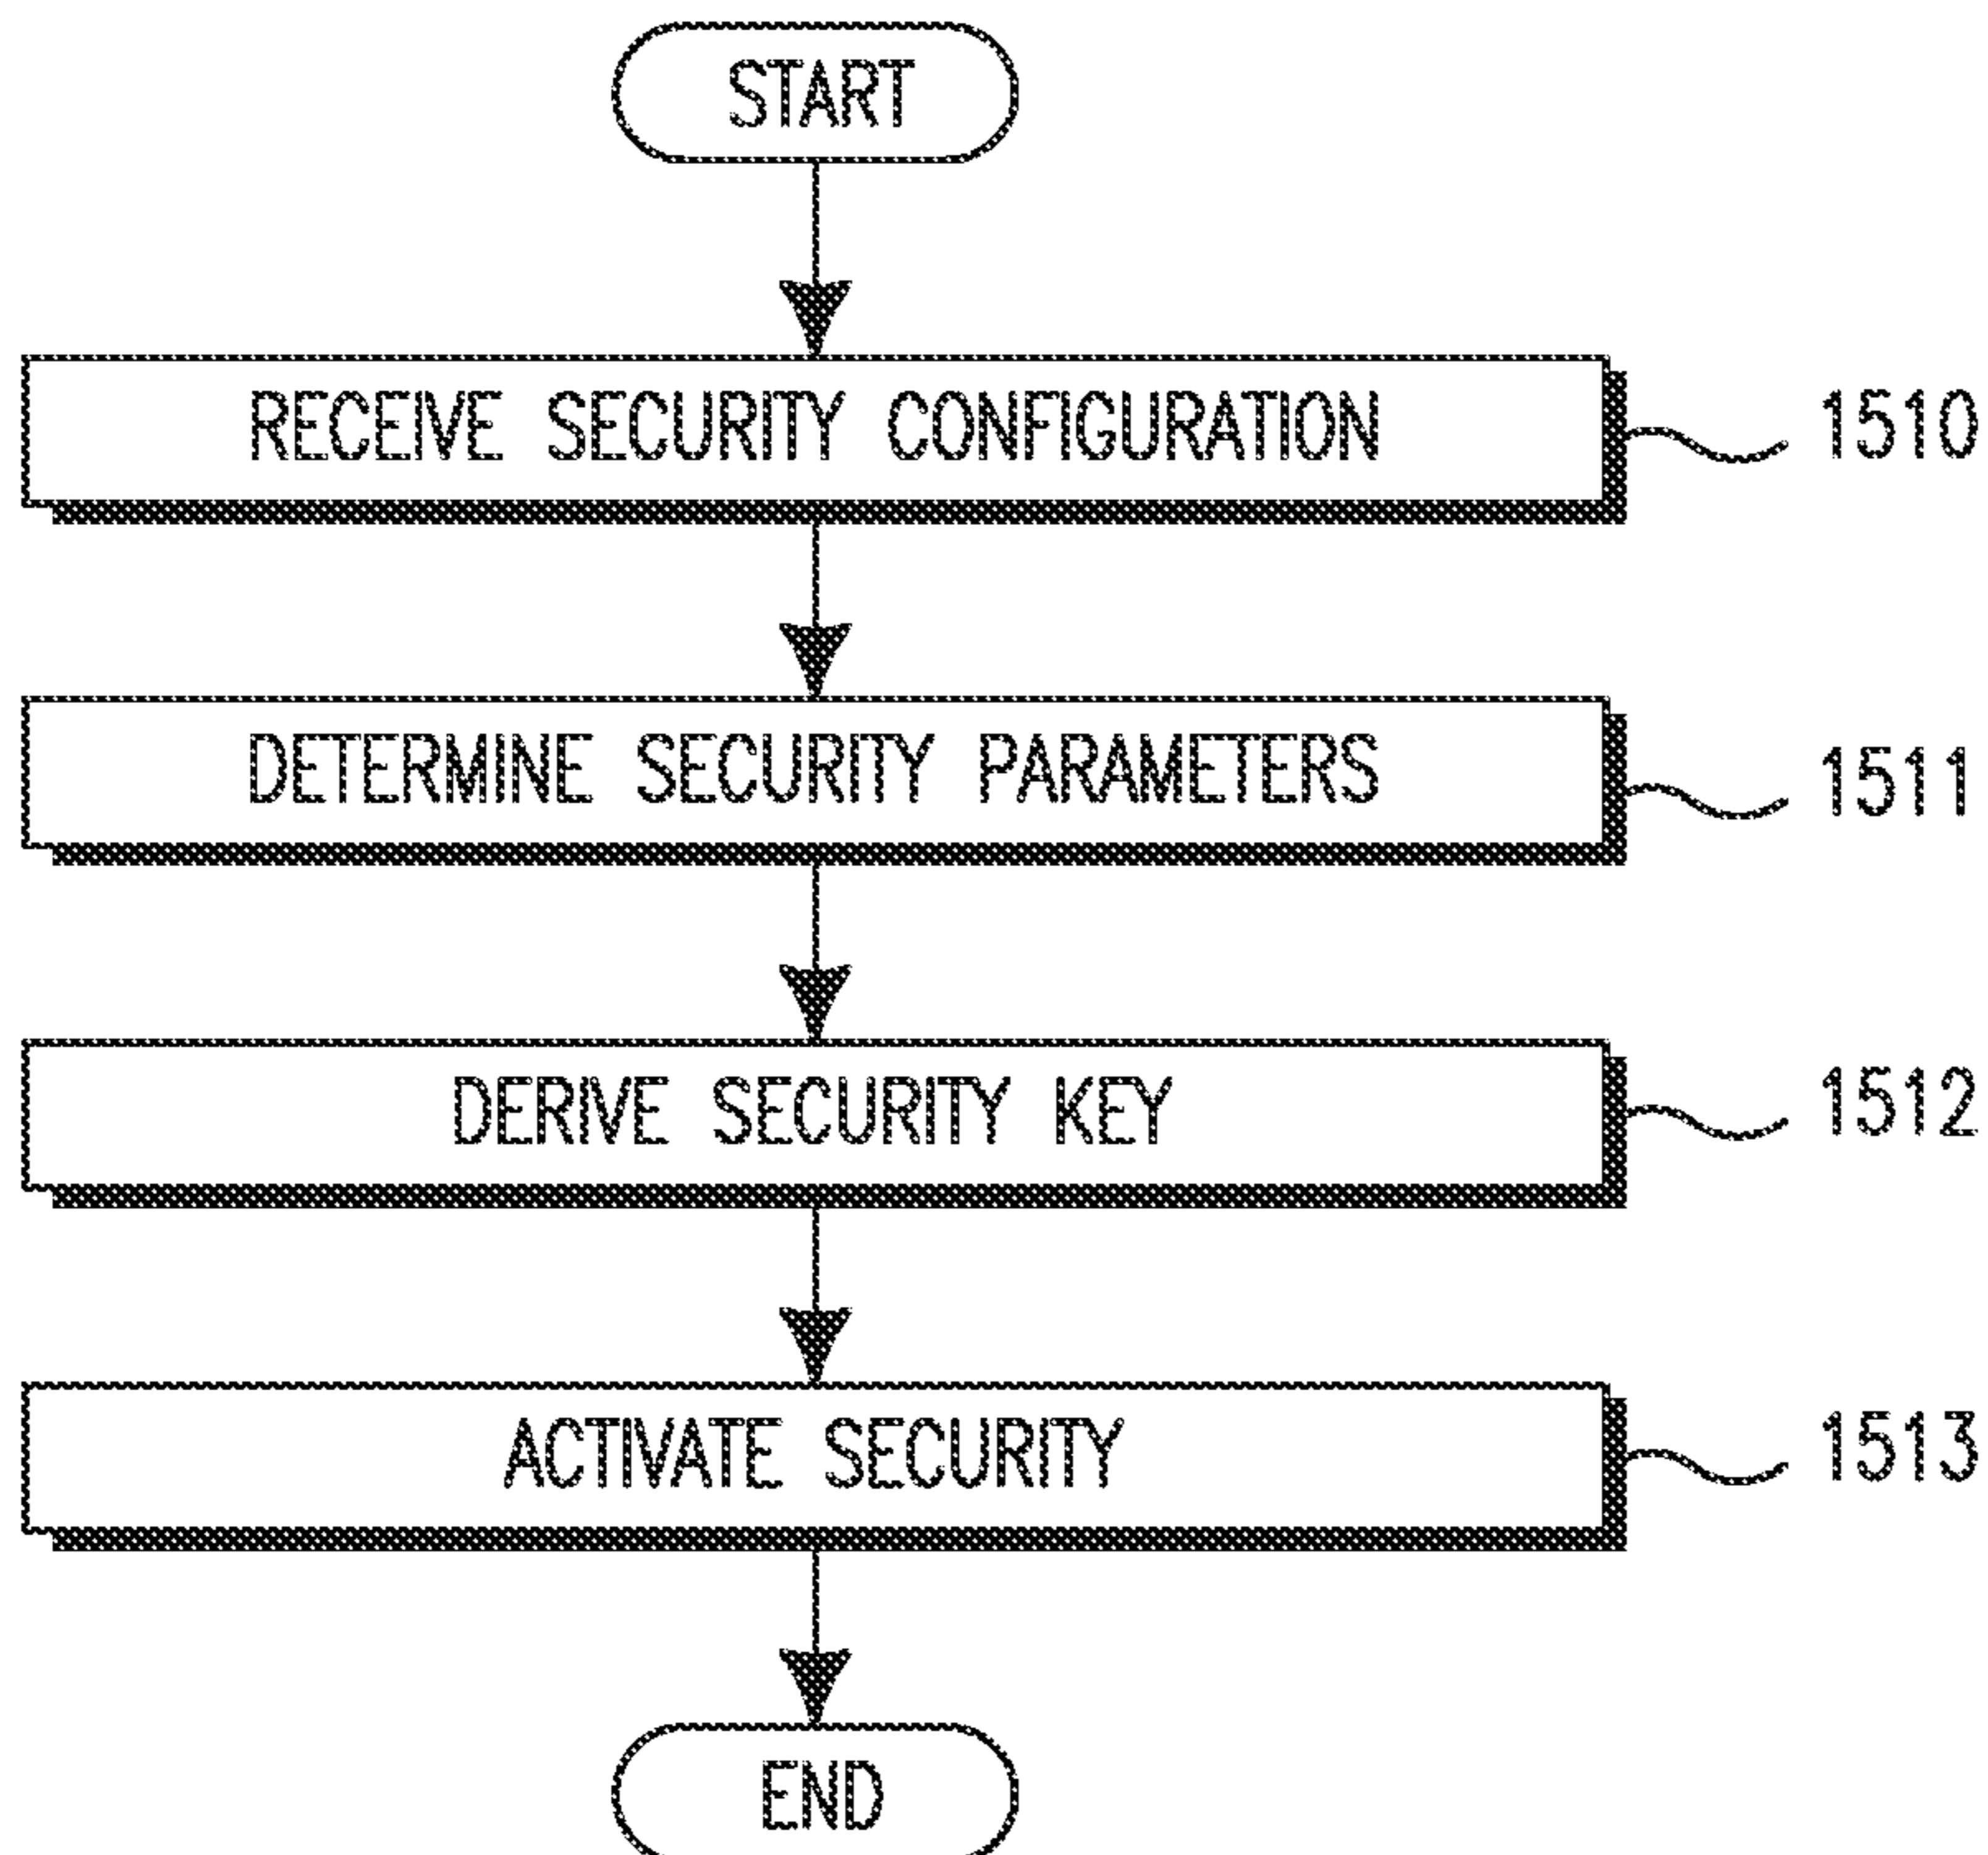 START
RECEIVE SECURITY CONFIGURATION 1510
DETERMINE SECURITY PARAMETERS 1511
DERIVE SECURITY KEY 1512
ACTIVATE SECURITY 1513
END